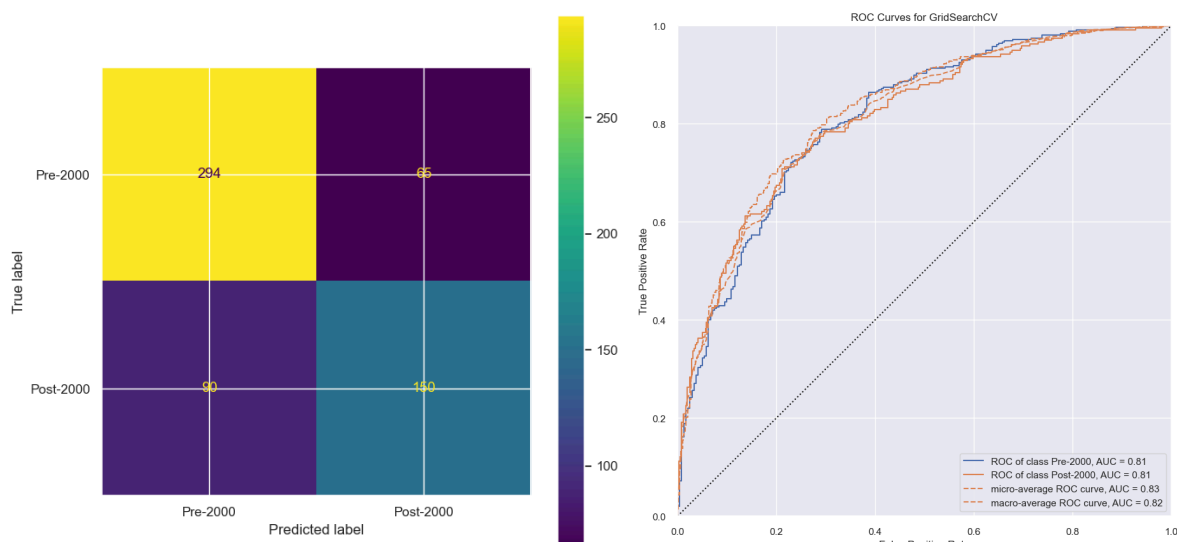 Pre-2000
Post-2000
True label
294
65
90
150
Pre-2000
Post-2000
Predicted label
250
200
150
100
ROC Curves for GridSearchCV
1.0
0.8
0.6
0.4
0.2
0.0
True Positive Rate
0.0
0.2
0.4
0.6
0.8
1.0
ROC of class Pre-2000, AUC = 0.81
ROC of class Post-2000, AUC = 0.81
micro-average ROC curve, AUC = 0.83
macro-average ROC curve, AUC = 0.82